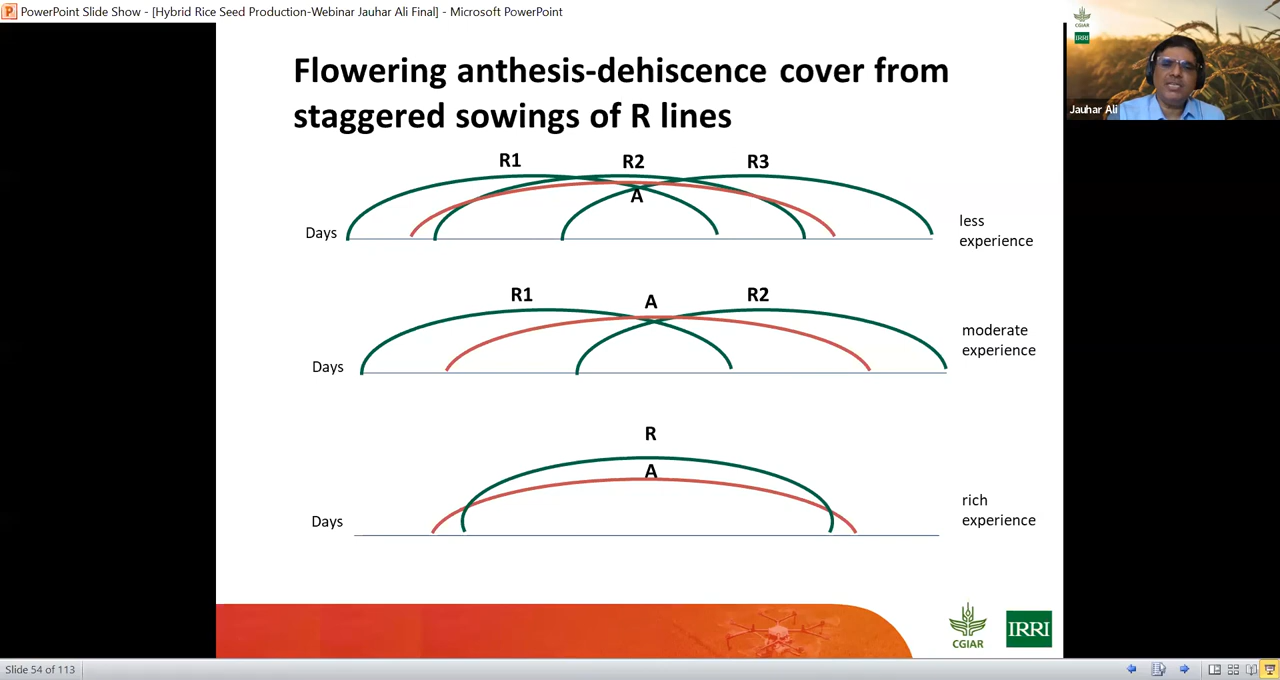 PowerPoint Slide Show - [Hybrid Rice Seed Production-Webinar Jauhar Ali Final] - Microsoft PowerPoint
CGIAR
IRRI
Jauhar Ali
Flowering anthesis-dehiscence cover from
staggered sowings of R lines
R1 R2 R3
A
Days
less
experience
R1 A R2
Days
moderate
experience
R
A
Days
rich
experience
CGIAR
IRRI
Slide 54 of 113